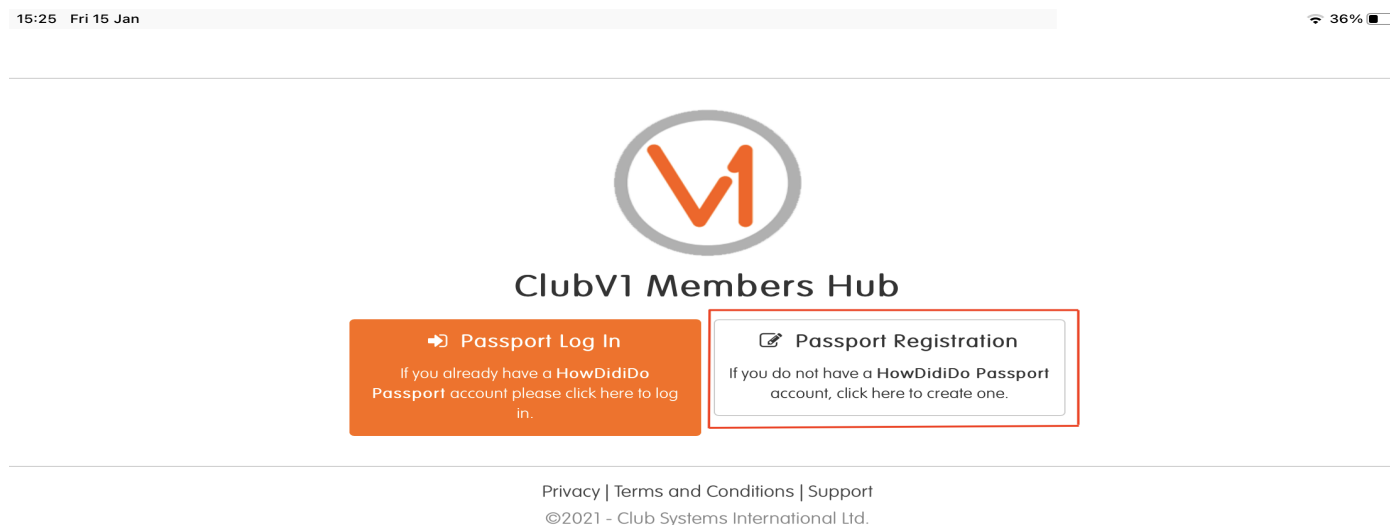 15:25 Fri 15 Jan
36%
V1
ClubV1 Members Hub
Passport Log In
If you already have a HowDidiDo
Passport account please click here to log
in.
Passport Registration
If you do not have a HowDidiDo Passport
account, click here to create one.
Privacy | Terms and Conditions | Support
©2021 - Club Systems International Ltd.